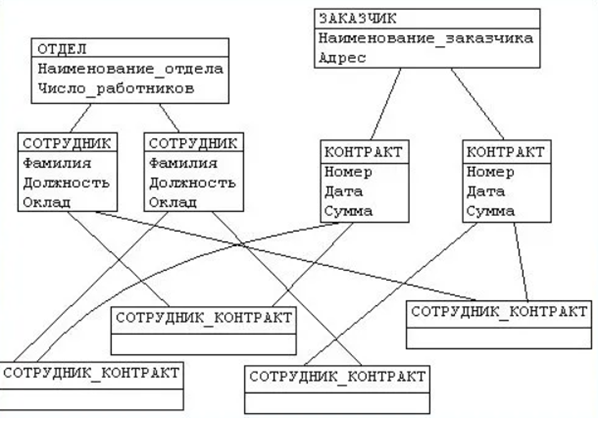 ЗАКАЗЧИК
Наименование_заказчика
Адрес
ОТДЕЛ
Наименование_отдела
Число_работников
СОТРУДНИК
Фамилия
Должность
Оклад
СОТРУДНИК
Фамилия
Должность
Оклад
КОНТРАКТ
Номер
Дата
Сумма
КОНТРАКТ
Номер
Дата
Сумма
СОТРУДНИК_КОНТРАКТ
СОТРУДНИК_КОНТРАКТ
СОТРУДНИК_КОНТРАКТ
СОТРУДНИК_КОНТРАКТ